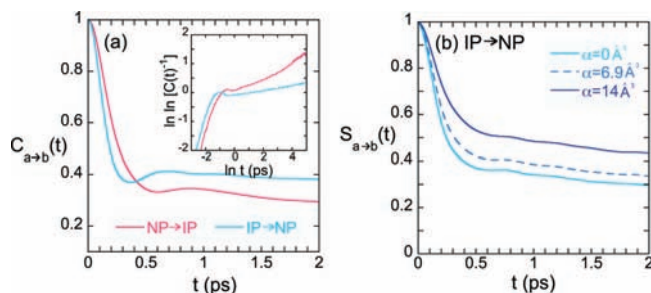 (a)
(b) IP→NP
1
0.8
0.6
0.4
0.2
C a→b (t)
0
0.5
1
1.5
2
t (ps)
NP→IP
IP→NP
ln ln [C(t)⁻¹]
2
0
-2
-2
0
2
4
ln t (ps)
1
0.8
0.6
0.4
0.2
S a→b (t)
0
0.5
1
1.5
2
t (ps)
α=0Å³
α=6.9Å³
α=14Å³